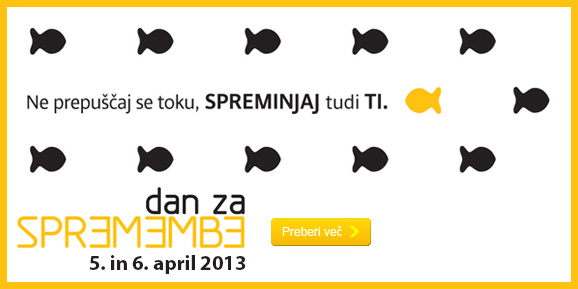 Ne prepuščaj se toku, SPREMINJAJ tudi TI.
dan za
SPREMEMBE
5. in 6. april 2013
Preberi več